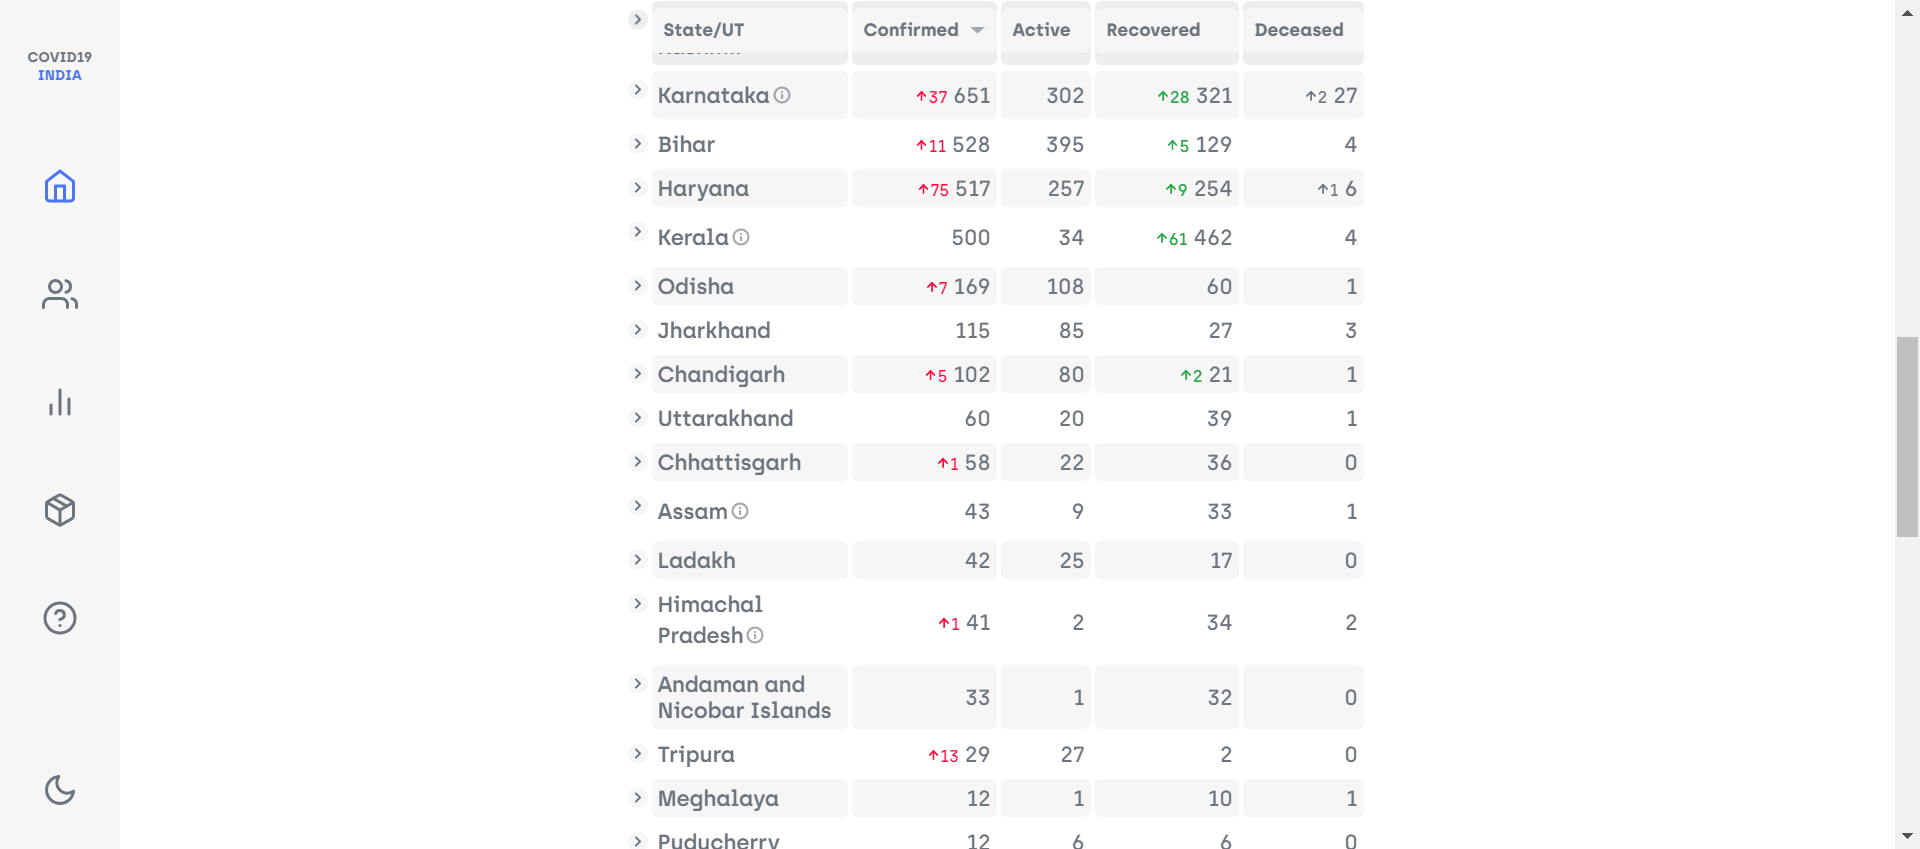 COVID19
INDIA
State/UT Confirmed Active Recovered Deceased
Karnataka ↑37 651 302 ↑28 321 ↑2 27
Bihar ↑11 528 395 ↑5 129 4
Haryana ↑75 517 257 ↑9 254 ↑1 6
Kerala 500 34 ↑61 462 4
Odisha ↑7 169 108 60 1
Jharkhand 115 85 27 3
Chandigarh ↑5 102 80 ↑2 21 1
Uttarakhand 60 20 39 1
Chhattisgarh ↑1 58 22 36 0
Assam 43 9 33 1
Ladakh 42 25 17 0
Himachal
Pradesh ↑1 41 2 34 2
Andaman and
Nicobar Islands 33 1 32 0
Tripura ↑13 29 27 2 0
Meghalaya 12 1 10 1
Puducherry 12 6 6 0